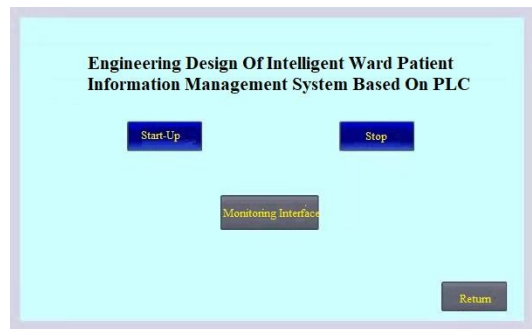 Engineering Design Of Intelligent Ward Patient
Information Management System Based On PLC
Start-Up
Stop
Monitoring Interface
Return